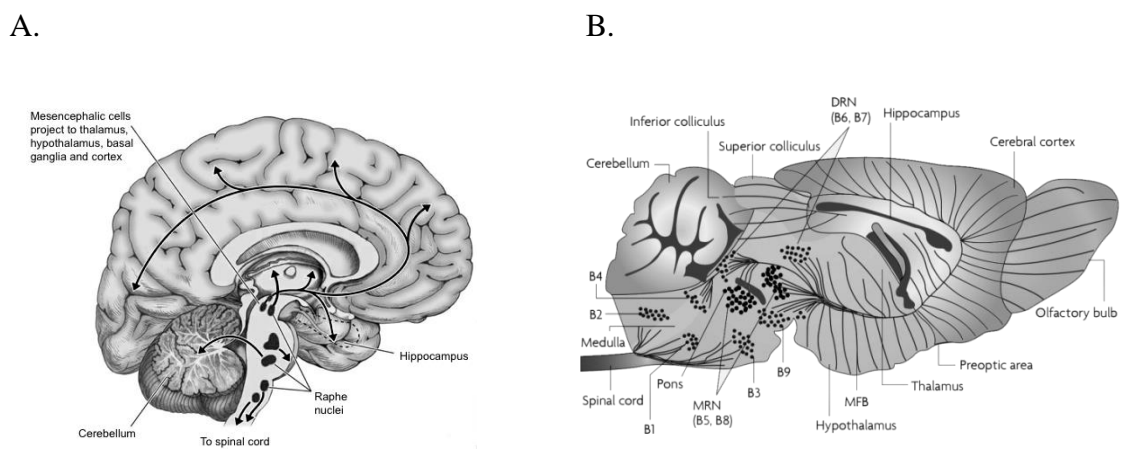 A.
B.
Mesencephalic cells
project to thalamus,
hypothalamus, basal
ganglia and cortex
Hippocampus
Raphe
nuclei
Cerebellum
To spinal cord
DRN
(B6, B7)
Hippocampus
Inferior colliculus
Superior colliculus
Cerebral cortex
Cerebellum
B4
B2
Medulla
Spinal cord
Pons
B1
MRN
(B5, B8)
B3
B9
MFB
Hypothalamus
Thalamus
Preoptic area
Olfactory bulb